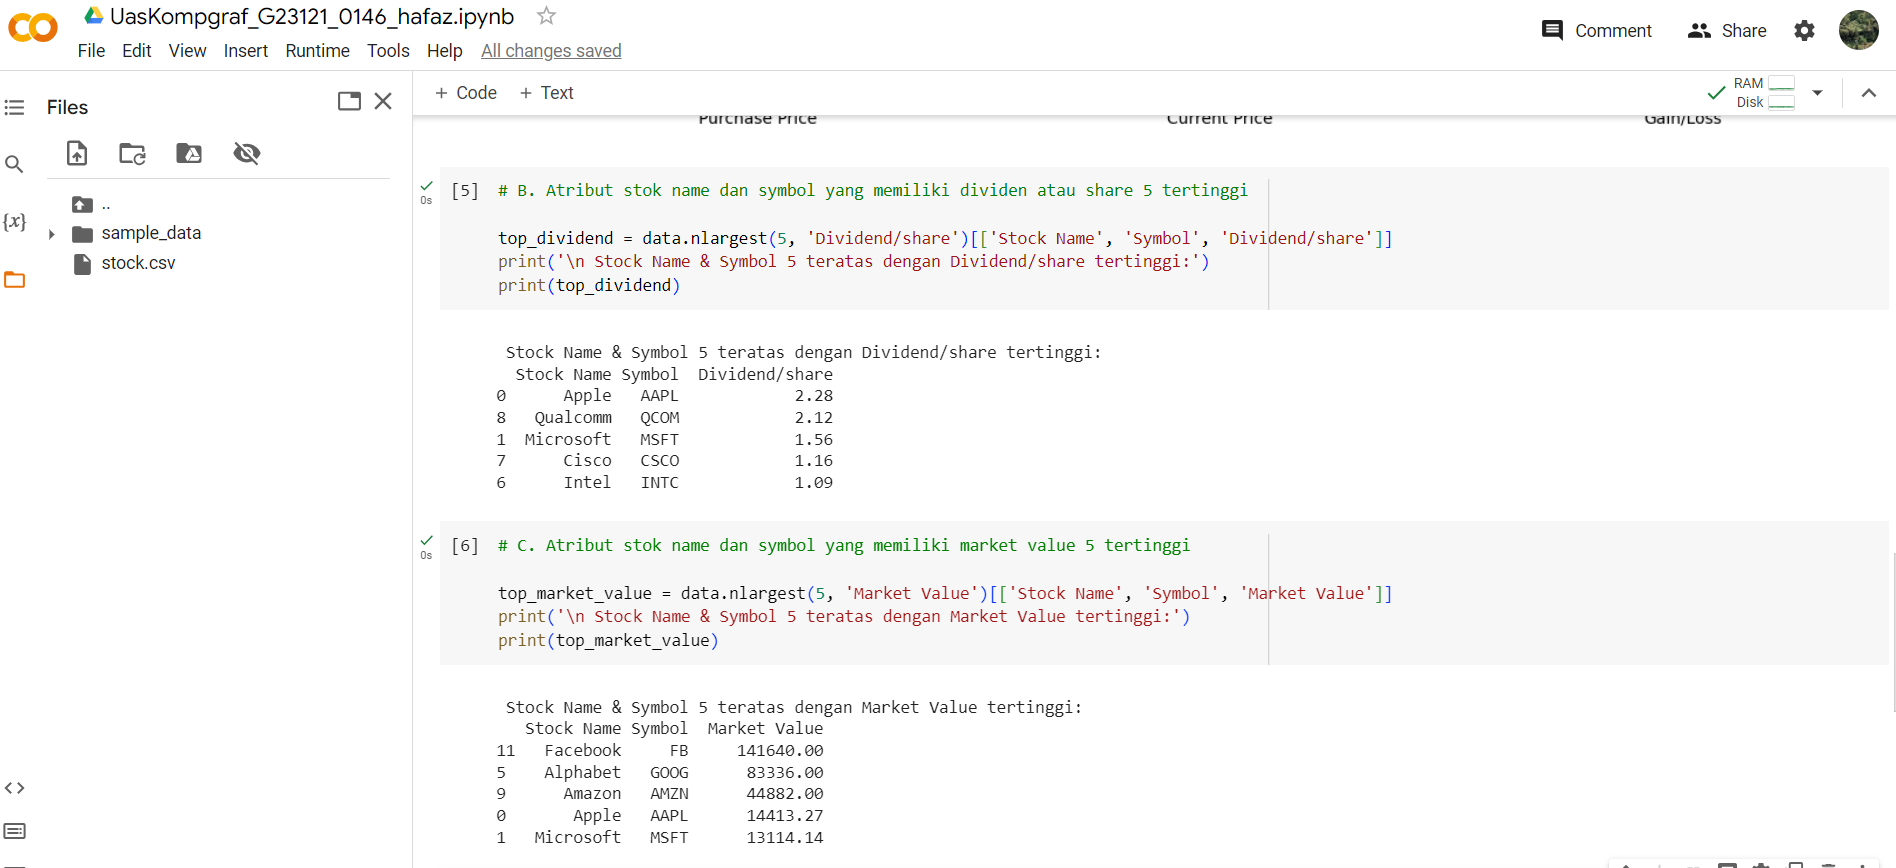 UasKompgraf_G23121_0146_hafaz.ipynb
File Edit View Insert Runtime Tools Help All changes saved
Comment Share
Files
+ Code + Text
RAM
Disk
..
sample_data
stock.csv
{x}
Purchase Price Current Price Gain/Loss
[5] # B. Atribut stok name dan symbol yang memiliki dividen atau share 5 tertinggi
0s
top_dividend = data.nlargest(5, 'Dividend/share')[['Stock Name', 'Symbol', 'Dividend/share']]
print('\n Stock Name & Symbol 5 teratas dengan Dividend/share tertinggi:')
print(top_dividend)
Stock Name & Symbol 5 teratas dengan Dividend/share tertinggi:
Stock Name Symbol Dividend/share
0 Apple AAPL 2.28
8 Qualcomm QCOM 2.12
1 Microsoft MSFT 1.56
7 Cisco CSCO 1.16
6 Intel INTC 1.09
[6] # C. Atribut stok name dan symbol yang memiliki market value 5 tertinggi
0s
top_market_value = data.nlargest(5, 'Market Value')[['Stock Name', 'Symbol', 'Market Value']]
print('\n Stock Name & Symbol 5 teratas dengan Market Value tertinggi:')
print(top_market_value)
Stock Name & Symbol 5 teratas dengan Market Value tertinggi:
Stock Name Symbol Market Value
11 Facebook FB 141640.00
5 Alphabet GOOG 83336.00
9 Amazon AMZN 44882.00
0 Apple AAPL 14413.27
1 Microsoft MSFT 13114.14